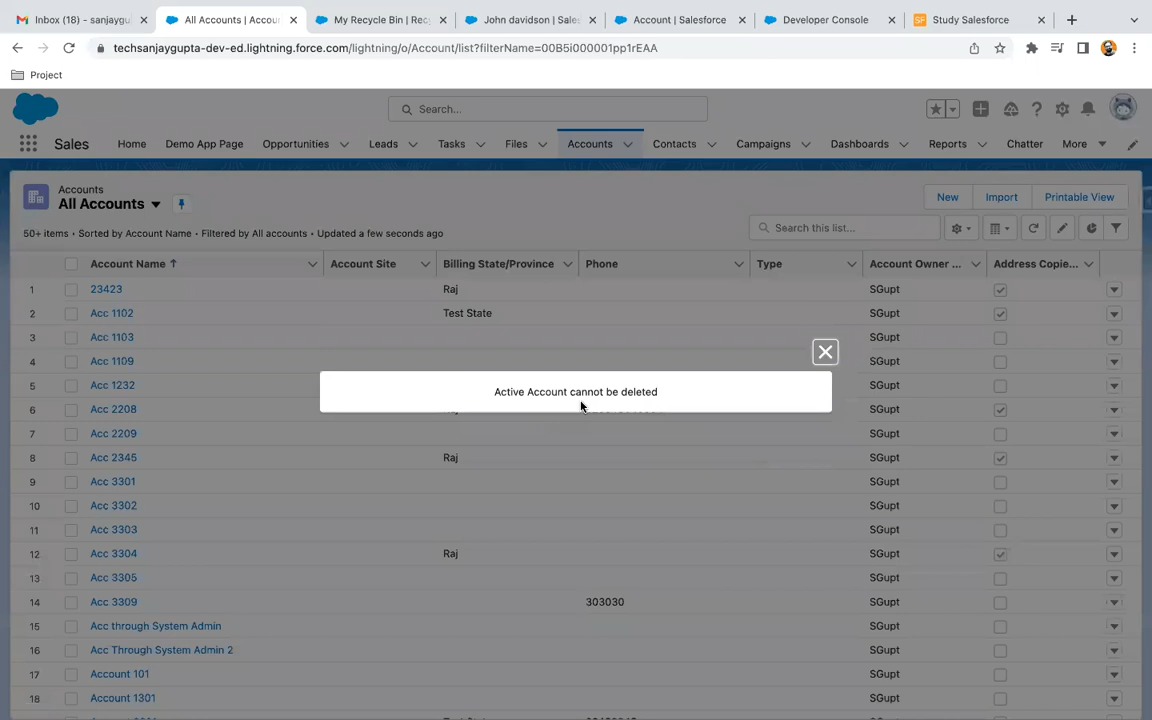 Inbox (18) - sanjaygu
All Accounts | Accou
My Recycle Bin | Rec
John davidson | Sale
Account | Salesforce
Developer Console
SF
Study Salesforce
techsanjaygupta-dev-ed.lightning.force.com/lightning/o/Account/list?filterName=00B5i000001pp1rEAA
Project
Search...
Sales
Home
Demo App Page
Opportunities
Leads
Tasks
Files
Accounts
Contacts
Campaigns
Dashboards
Reports
Chatter
More
Accounts
All Accounts
New
Import
Printable View
50+ items • Sorted by Account Name • Filtered by All accounts • Updated a few seconds ago
Search this list...
Account Name
Account Site
Billing State/Province
Phone
Type
Account Owner ...
Address Copie...
1 23423 Raj SGupt
2 Acc 1102 Test State SGupt
3 Acc 1103 SGupt
4 Acc 1109 SGupt
5 Acc 1232 SGupt
Active Account cannot be deleted
6 Acc 2208 SGupt
7 Acc 2209 SGupt
8 Acc 2345 Raj SGupt
9 Acc 3301 SGupt
10 Acc 3302 SGupt
11 Acc 3303 SGupt
12 Acc 3304 Raj SGupt
13 Acc 3305 SGupt
14 Acc 3309 303030 SGupt
15 Acc through System Admin SGupt
16 Acc Through System Admin 2 SGupt
17 Account 101 SGupt
18 Account 1301 SGupt